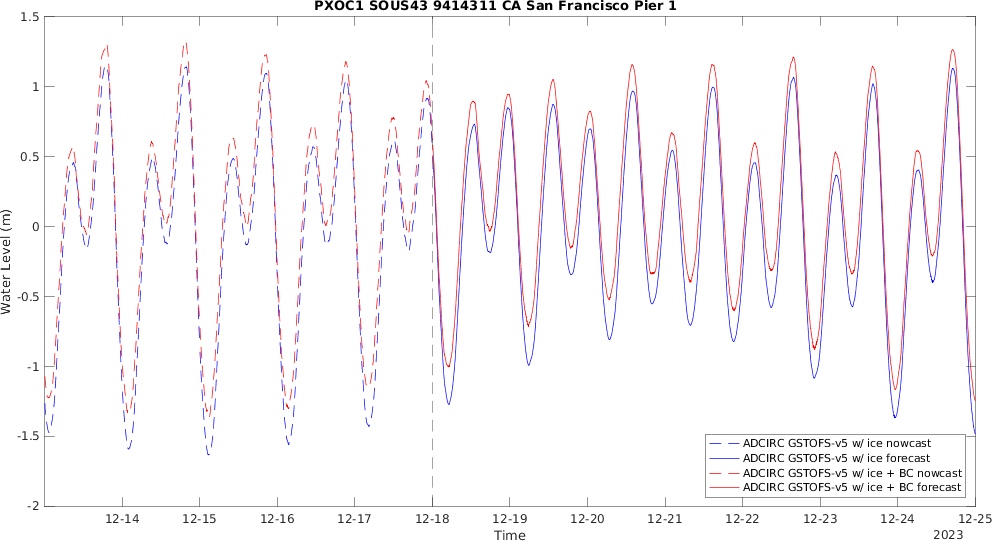 PXOC1 SOUS43 9414311 CA San Francisco Pier 1
1.5
1
0.5
0
-0.5
-1
-1.5
-2
Water Level (m)
12-14 12-15 12-16 12-17 12-18 12-19 12-20 12-21 12-22 12-23 12-24 12-25
Time
2023
ADCIRC GSTOFS-v5 w/ ice nowcast
ADCIRC GSTOFS-v5 w/ ice forecast
ADCIRC GSTOFS-v5 w/ ice + BC nowcast
ADCIRC GSTOFS-v5 w/ ice + BC forecast